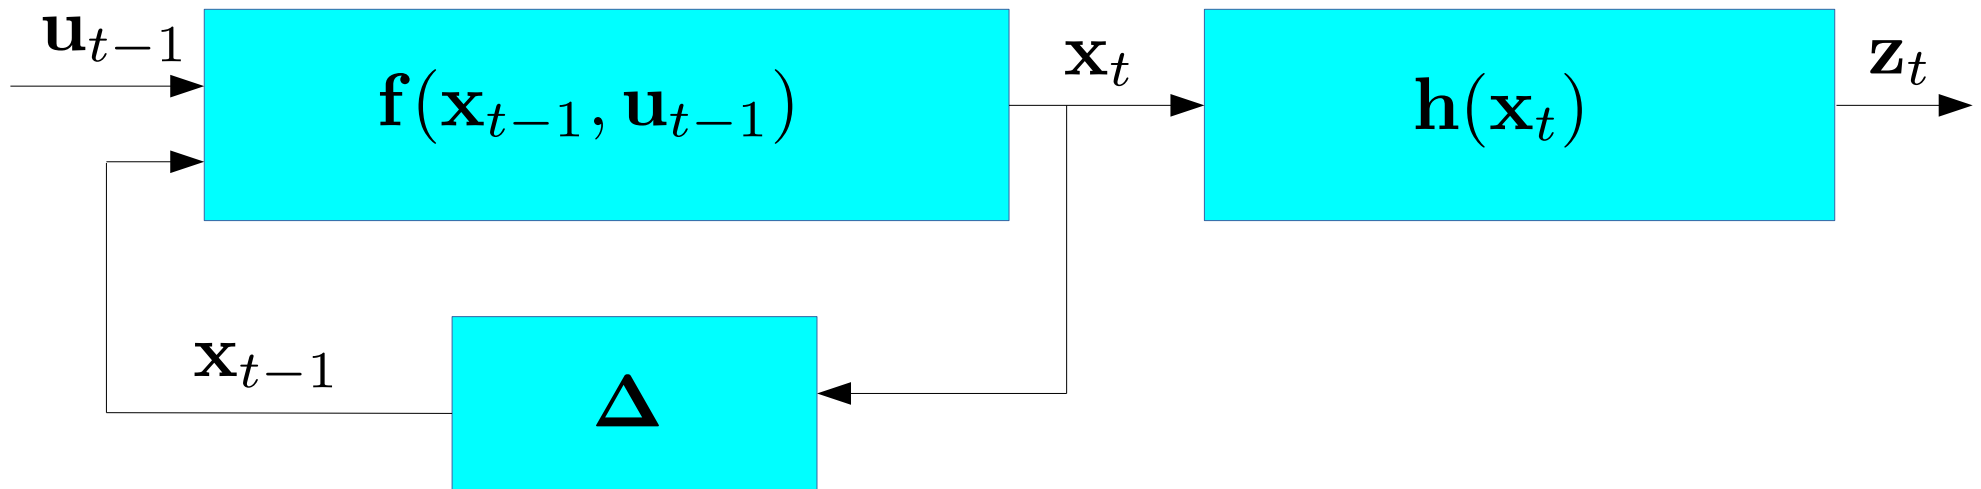 u_{t−1}
f(x_{t−1}, u_{t−1})
x_t
h(x_t)
z_t
x_{t−1}
Δ